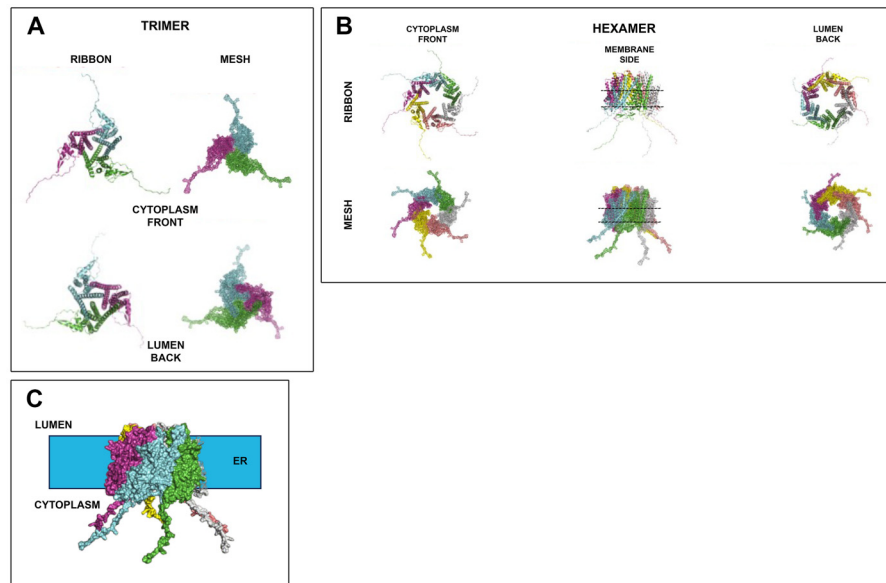 A
TRIMER
RIBBON
MESH
CYTOPLASM
FRONT
LUMEN
BACK
B
HEXAMER
CYTOPLASM
FRONT
MEMBRANE
SIDE
LUMEN
BACK
RIBBON
MESH
C
LUMEN
ER
CYTOPLASM